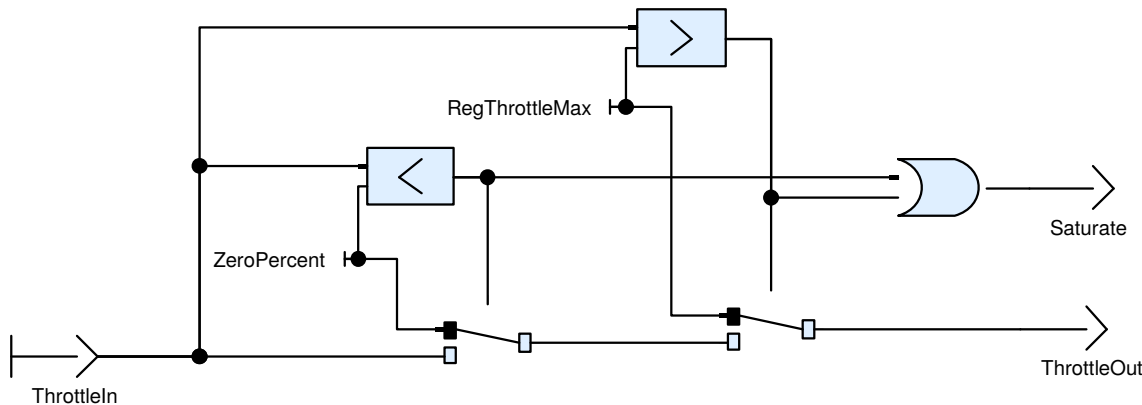 RegThrottleMax
Saturate
ZeroPercent
ThrottleOut
ThrottleIn